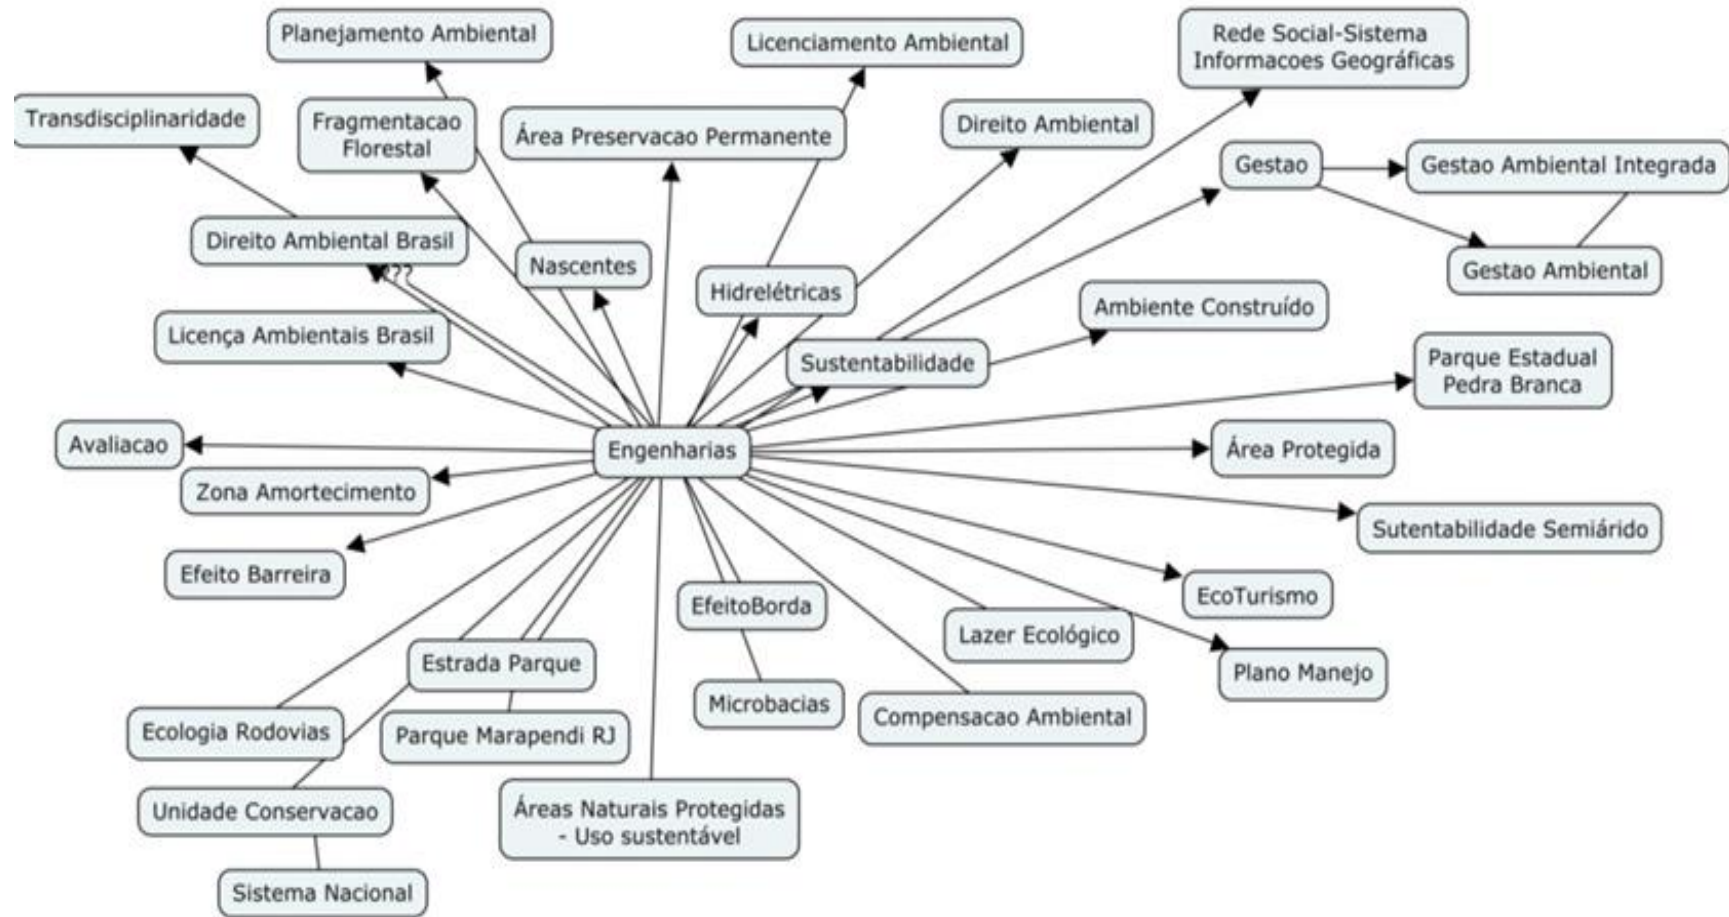 Planejamento Ambiental
Licenciamento Ambiental
Rede Social-Sistema
Informacoes Geográficas
Transdisciplinaridade
Fragmentacao
Florestal
Área Preservacao Permanente
Direito Ambiental
Gestao
Gestao Ambiental Integrada
Direito Ambiental Brasil
???
Nascentes
Hidrelétricas
Gestao Ambiental
Ambiente Construído
Licença Ambientais Brasil
Sustentabilidade
Parque Estadual
Pedra Branca
Avaliacao
Engenharias
Área Protegida
Zona Amortecimento
Sutentabilidade Semiárido
Efeito Barreira
EfeitoBorda
EcoTurismo
Lazer Ecológico
Estrada Parque
Plano Manejo
Microbacias
Compensacao Ambiental
Ecologia Rodovias
Parque Marapendi RJ
Unidade Conservacao
Áreas Naturais Protegidas
- Uso sustentável
Sistema Nacional